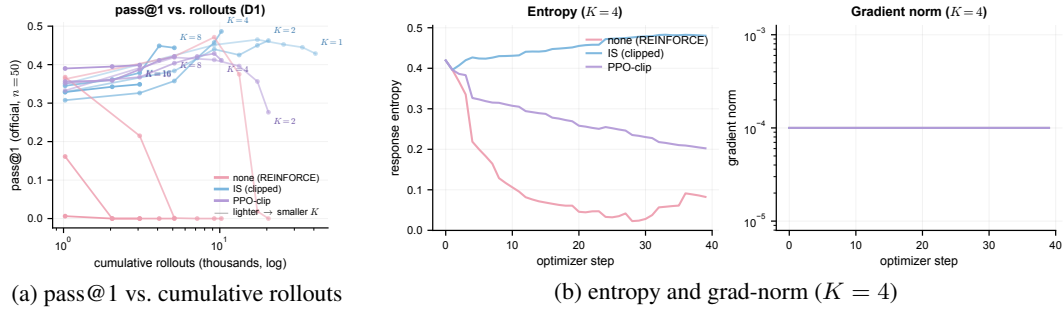 pass@1 vs. rollouts (D1)
pass@1 (official, n=50)
0.5
0.4
0.3
0.2
0.1
0.0
K=4
K=8
K=1
K=16
K=8
K=4
K=2
K=2
none (REINFORCE)
IS (clipped)
PPO-clip
lighter → smaller K
10^0
10^1
cumulative rollouts (thousands, log)
(a) pass@1 vs. cumulative rollouts
Entropy (K=4)
response entropy
0.5
0.4
0.3
0.2
0.1
0.0
none (REINFORCE)
IS (clipped)
PPO-clip
0 10 20 30 40
optimizer step
Gradient norm (K=4)
gradient norm
10^−3
10^−4
10^−5
0 10 20 30 40
optimizer step
(b) entropy and grad-norm (K = 4)